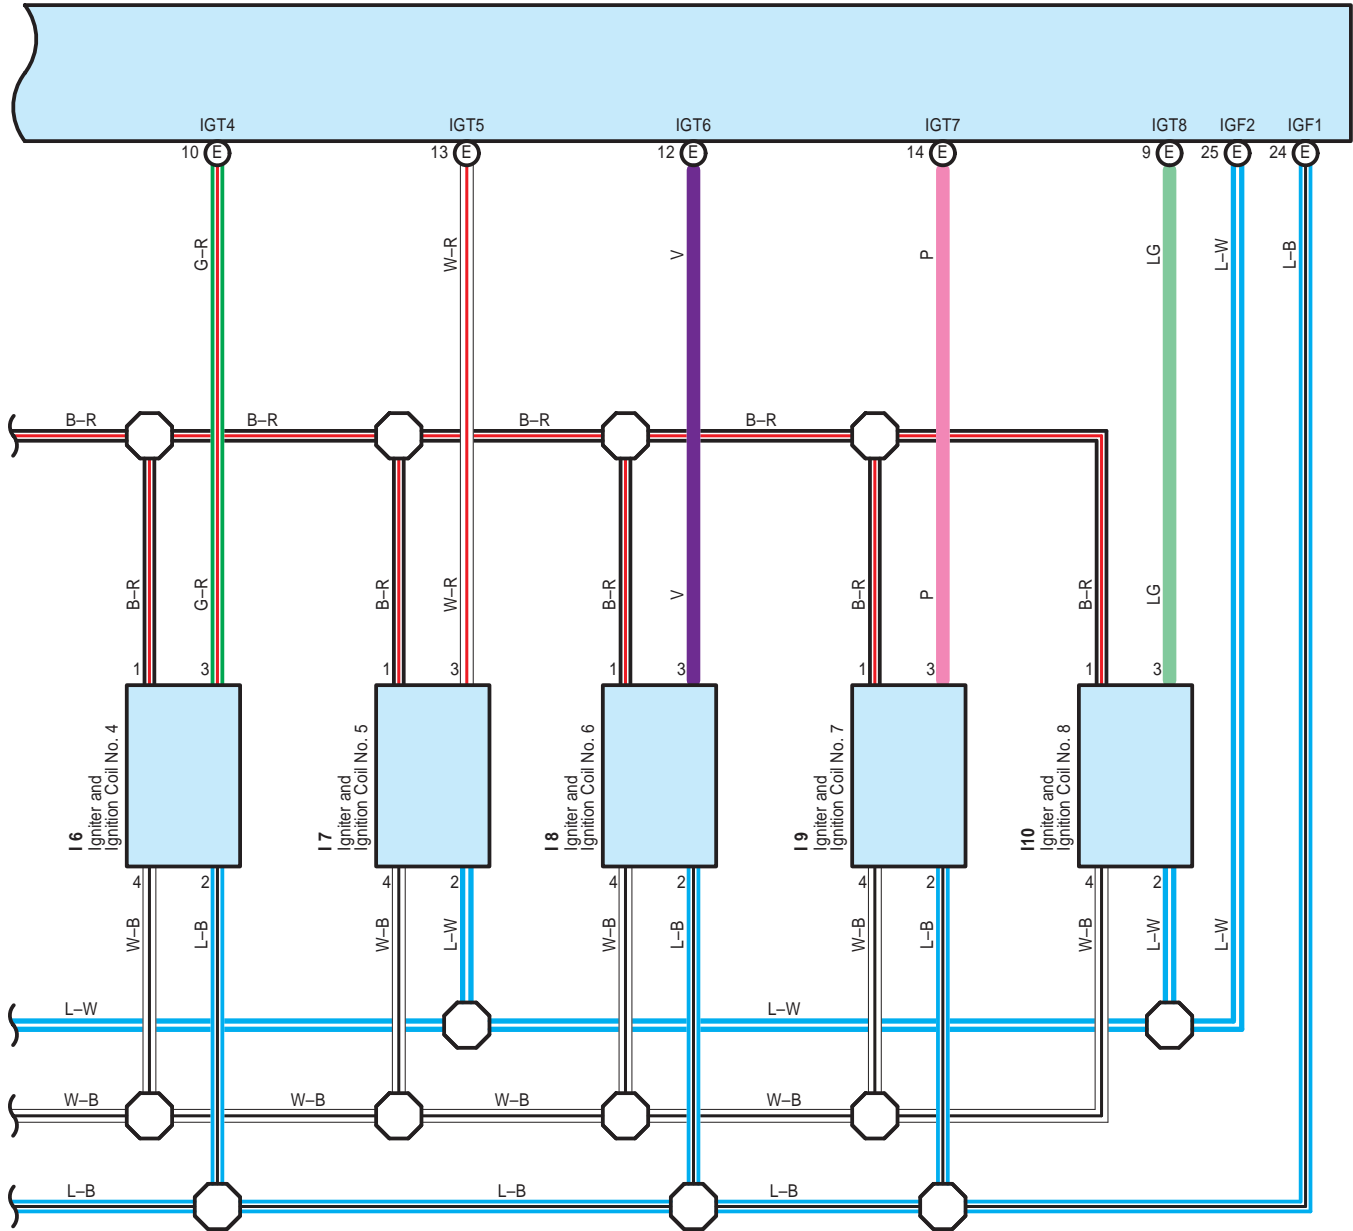 IGT4 IGT5 IGT6 IGT7 IGT8 IGF2 IGF1
10 E 13 E 12 E 14 E 9 E 25 E 24 E
G–R W–R V P LG L–W L–B
B–R B–R B–R B–R
B–R G–R B–R W–R B–R V B–R P B–R LG
1 3 1 3 1 3 1 3 1 3
I 6
Igniter and
Ignition Coil No. 4
I 7
Igniter and
Ignition Coil No. 5
I 8
Igniter and
Ignition Coil No. 6
I 9
Igniter and
Ignition Coil No. 7
I10
Igniter and
Ignition Coil No. 8
4 2 4 2 4 2 4 2 4 2
W–B L–B W–B L–W W–B L–B W–B L–B W–B L–W L–W
L–W L–W
W–B W–B W–B W–B
L–B L–B L–B